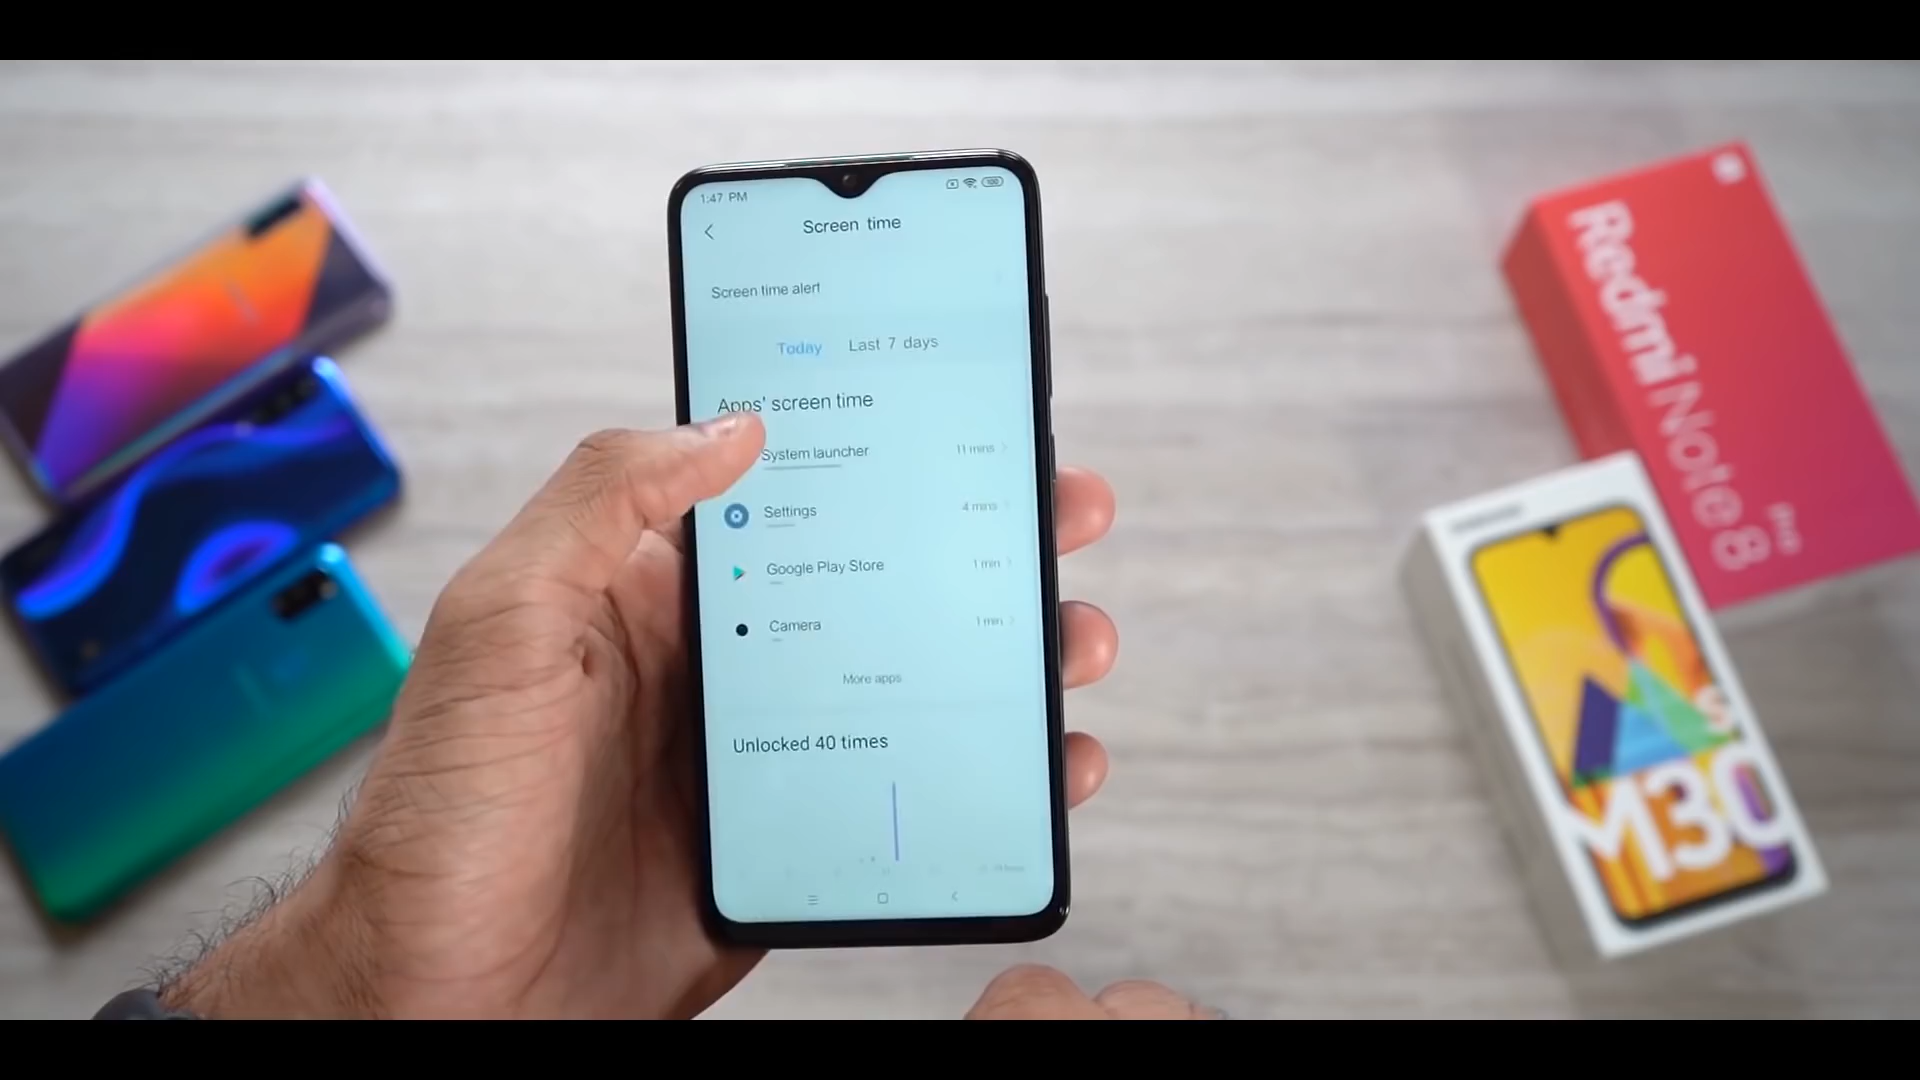 1:47 PM
Screen time
Screen time alert
Today Last 7 days
Apps' screen time
System launcher 11 mins
Settings 4 mins
Google Play Store 1 min
Camera 1 min
More apps
Unlocked 40 times
Redmi Note 8
Pro
M30
s